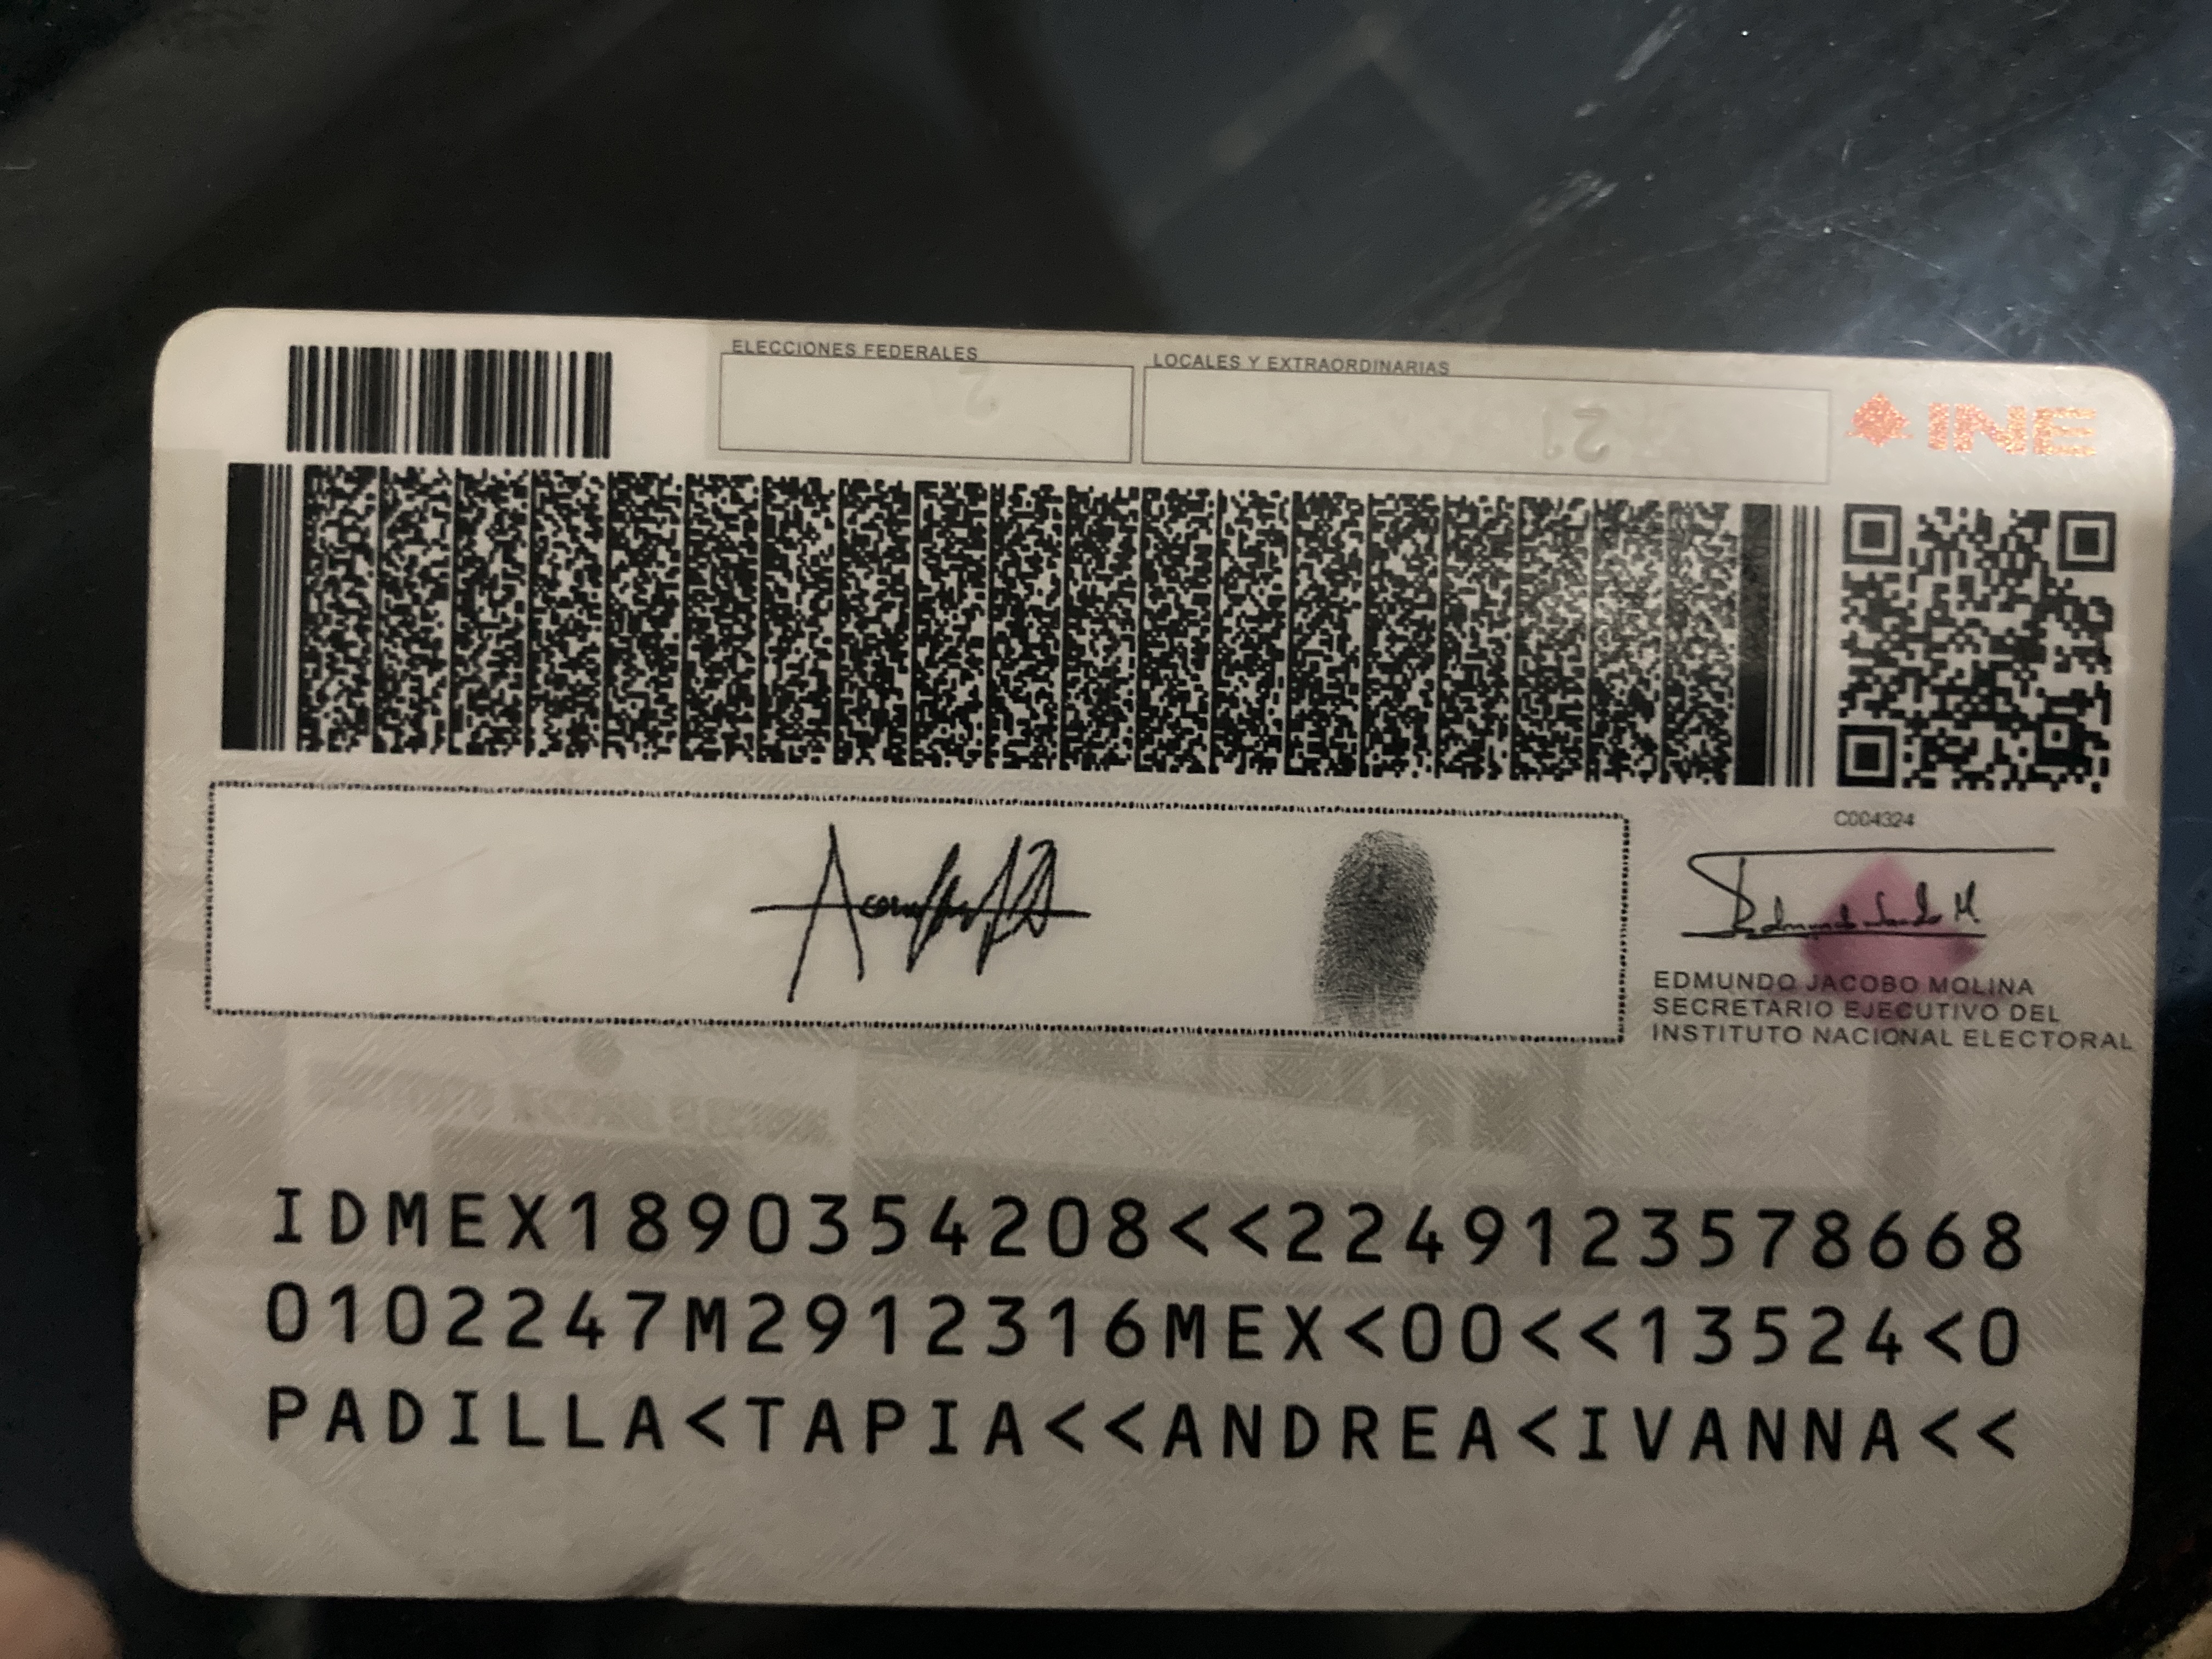 ELECCIONES FEDERALES
LOCALES Y EXTRAORDINARIAS
21
INE
C004324
EDMUNDO JACOBO MOLINA
SECRETARIO EJECUTIVO DEL
INSTITUTO NACIONAL ELECTORAL
IDMEX1890354208<<2249123578668
0102247M2912316MEX<00<<13524<0
PADILLA<TAPIA<<ANDREA<IVANNA<<